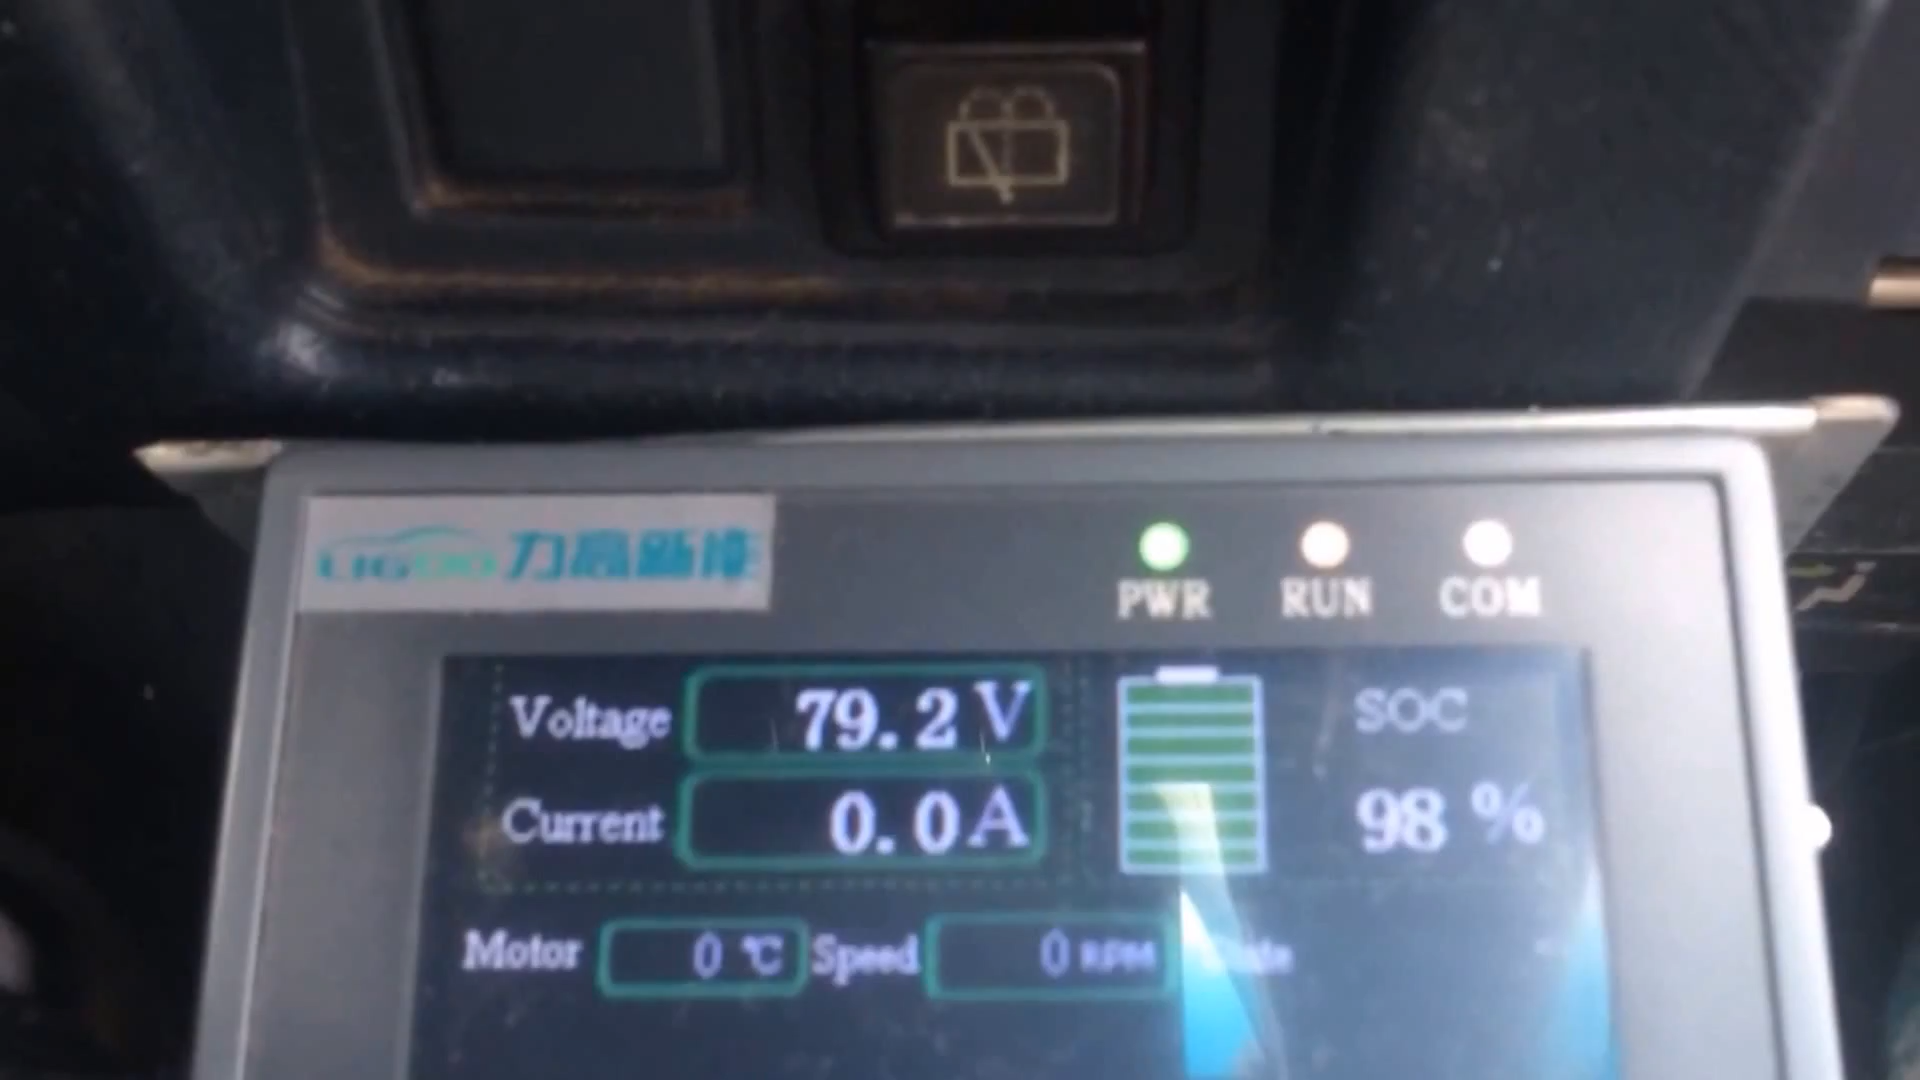 LIGOO 力高新能
PWR RUN COM
Voltage 79.2 V
SOC
Current 0.0 A
98 %
Motor 0 ℃ Speed 0 RPM